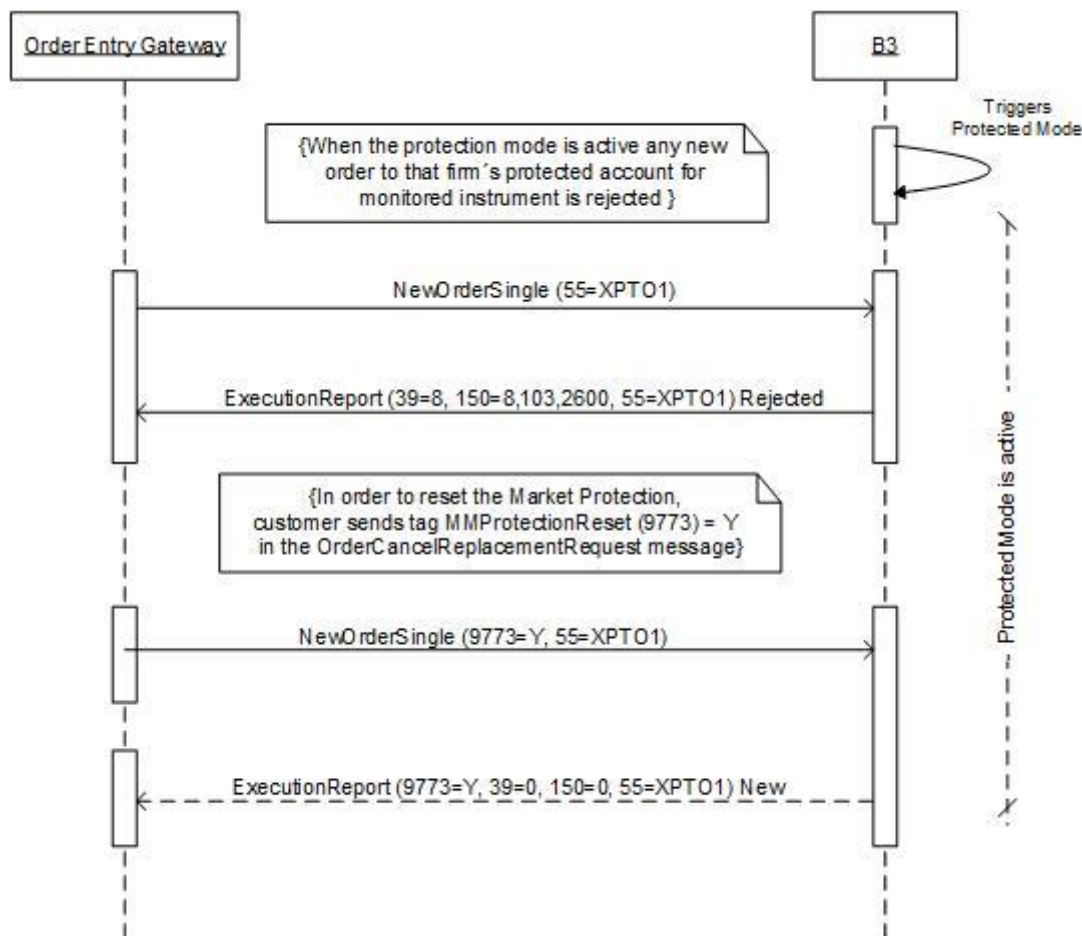 Order Entry Gateway
B3
Triggers
Protected Mode
{When the protection mode is active any new
order to that firm´s protected account for
monitored instrument is rejected }
NewOrderSingle (55=XPTO1)
ExecutionReport (39=8, 150=8,103,2600, 55=XPTO1) Rejected
{In order to reset the Market Protection,
customer sends tag MMProtectionReset (9773) = Y
in the OrderCancelReplacementRequest message}
Protected Mode is active
NewOrderSingle (9773=Y, 55=XPTO1)
ExecutionReport (9773=Y, 39=0, 150=0, 55=XPTO1) New